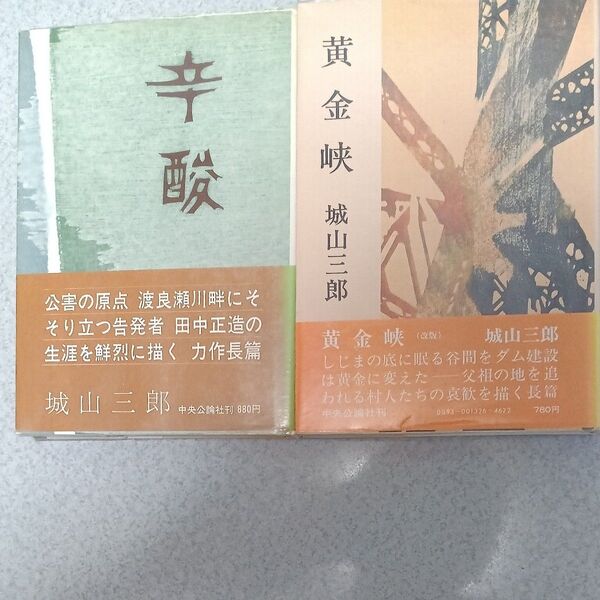 辛酸
公害の原点 渡良瀬川畔にそ
そり立つ告発者 田中正造の
生涯を鮮烈に描く 力作長篇
城山三郎 中央公論社刊 880円
黄金峡 城山三郎
黄金峡 (改版) 城山三郎
しじまの底に眠る谷間をダム建設
は黄金に変えた——父祖の地を追
われる村人たちの哀歓を描く長篇
中央公論社刊 0093-001326-4622 780円